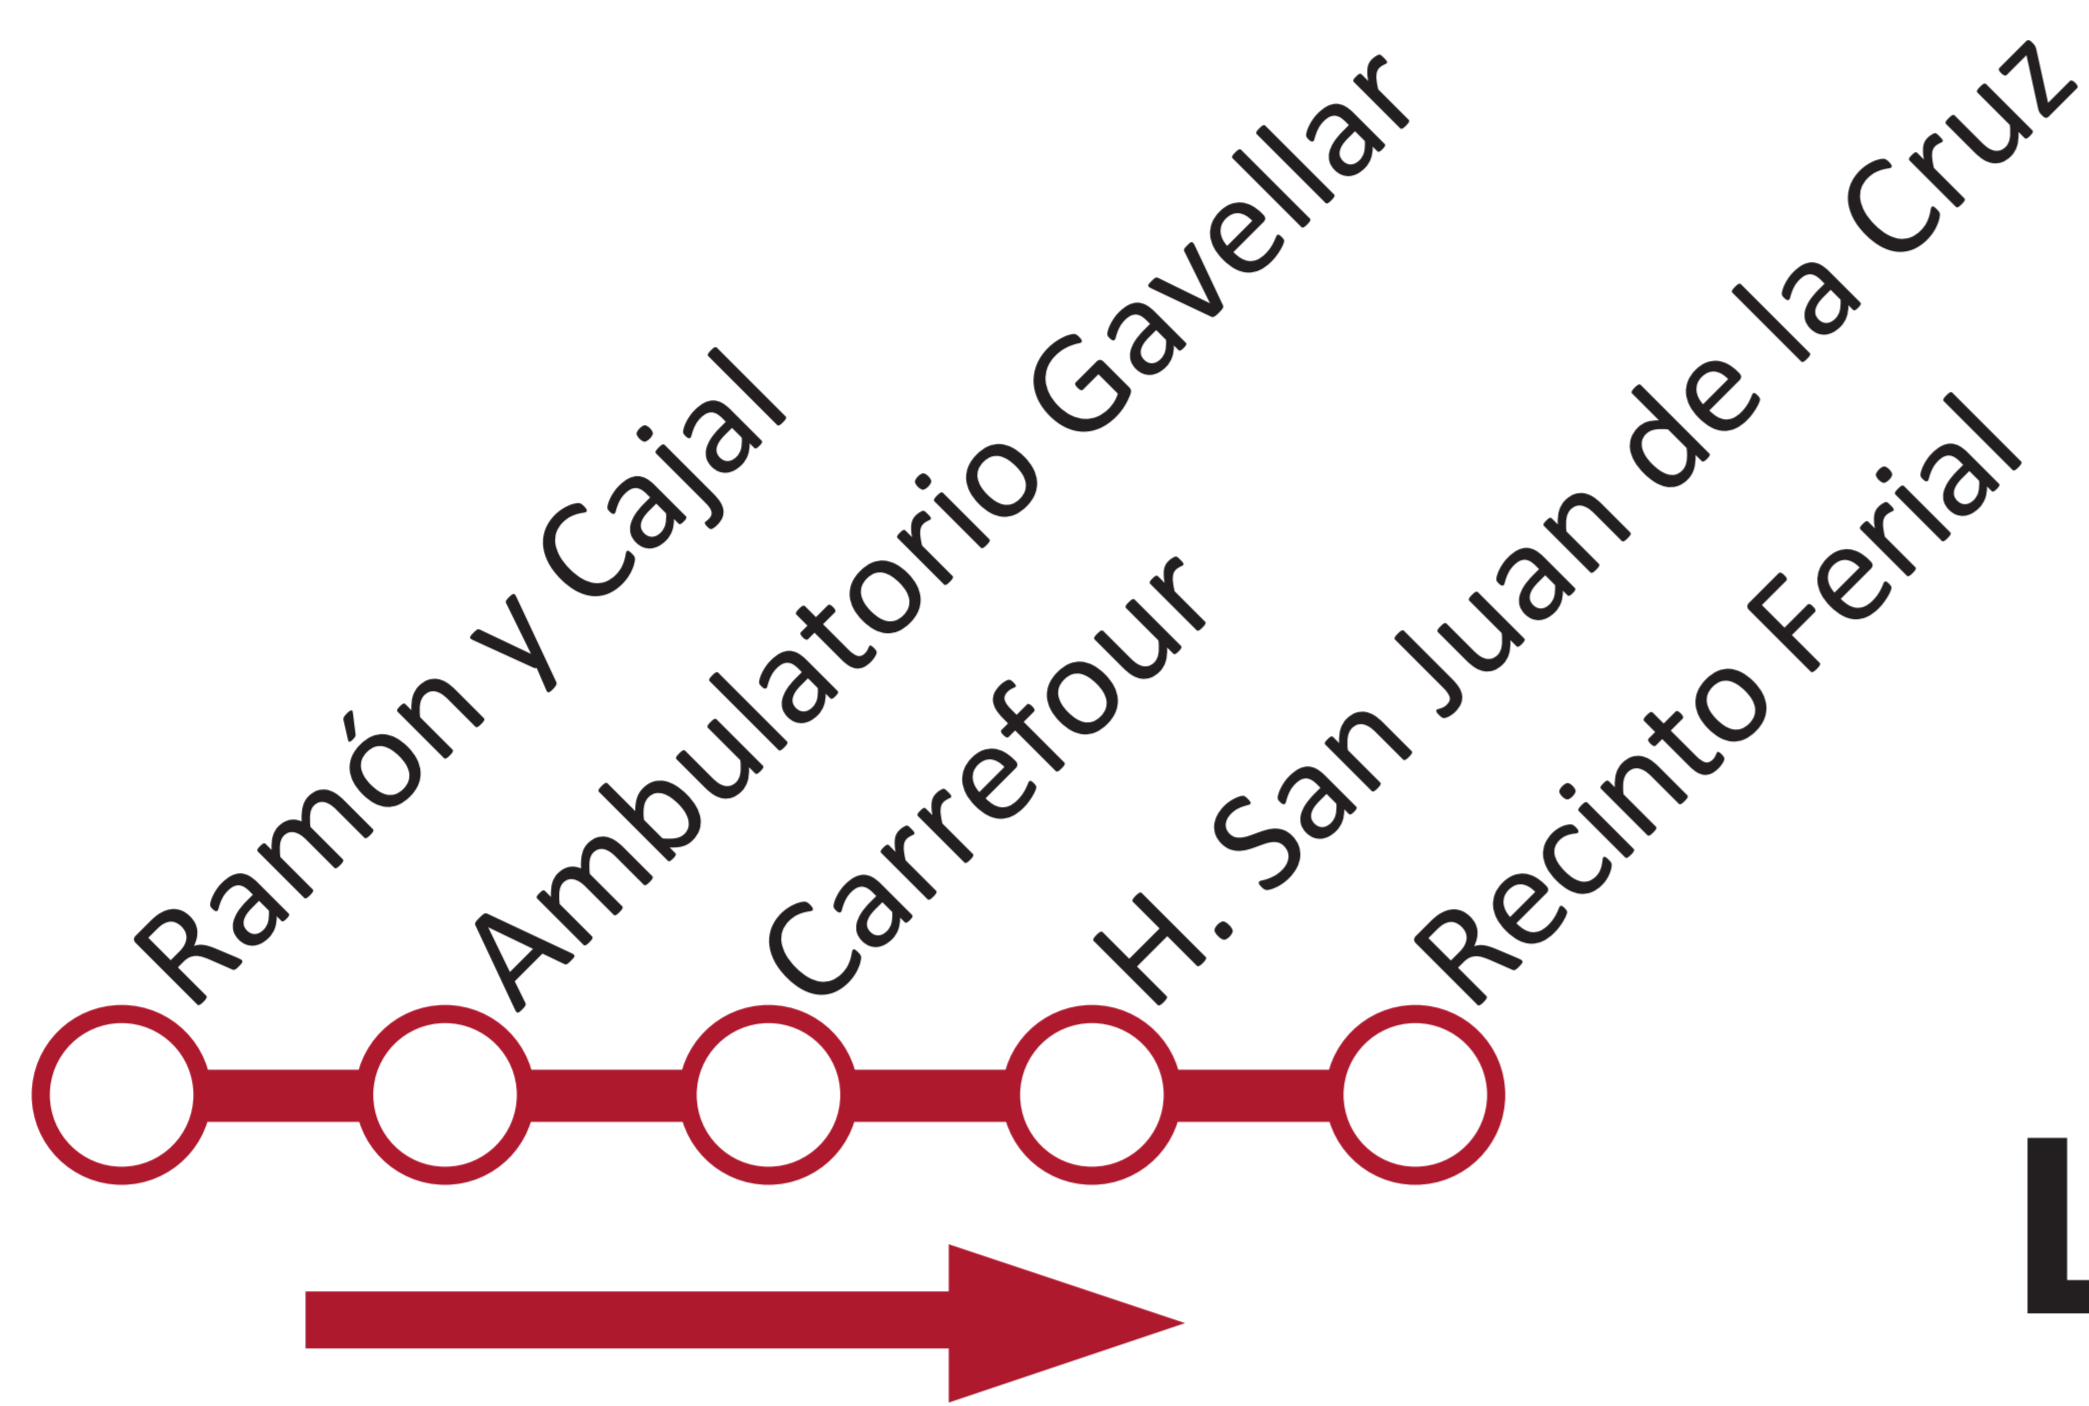 Ramón y Cajal
Ambulatorio Gavellar
Carrefour
H. San Juan de la Cruz
Recinto Ferial
L